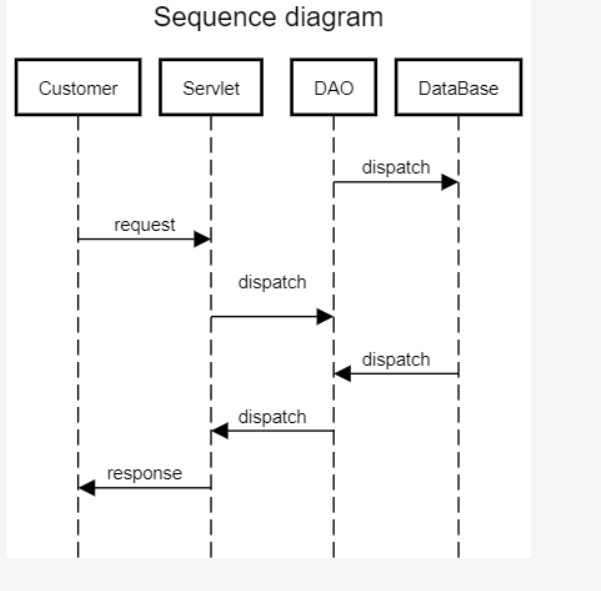 Sequence diagram
Customer
Servlet
DAO
DataBase
dispatch
request
dispatch
dispatch
dispatch
response